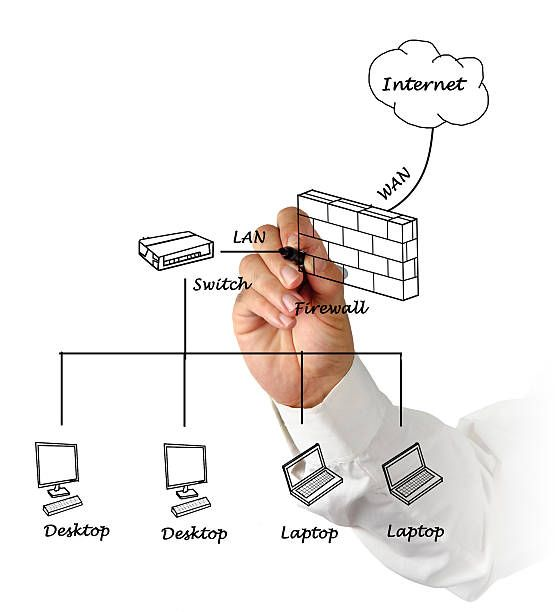 Internet
WAN
LAN
Switch
Firewall
Desktop
Desktop
Laptop
Laptop